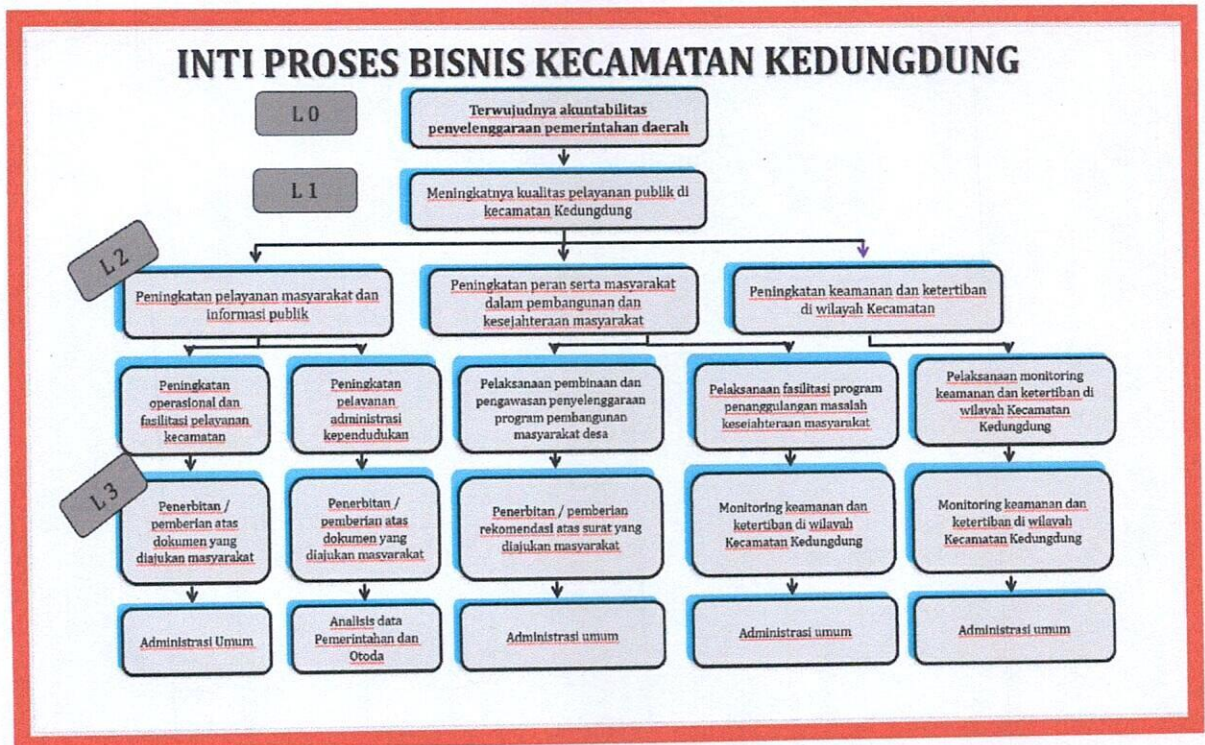 INTI PROSES BISNIS KECAMATAN KEDUNGDUNG
L 0
Terwujudnya akuntabilitas
penyelenggaraan pemerintahan daerah
L 1
Meningkatnya kualitas pelayanan publik di
kecamatan Kedungdung
L 2
Peningkatan pelayanan masyarakat dan
informasi publik
Peningkatan peran serta masyarakat
dalam pembangunan dan
kesejahteraan masyarakat
Peningkatan keamanan dan ketertiban
di wilayah Kecamatan
Peningkatan
operasional dan
fasilitasi pelayanan
kecamatan
Peningkatan
pelayanan
administrasi
kependudukan
Pelaksanaan pembinaan dan
pengawasan penyelenggaraan
program pembangunan
masyarakat desa
Pelaksanaan fasilitasi program
penanggulangan masalah
kesejahteraan masyarakat
Pelaksanaan monitoring
keamanan dan ketertiban di
wilayah Kecamatan
Kedungdung
L 3
Penerbitan /
pemberian atas
dokumen yang
diajukan masyarakat
Penerbitan /
pemberian atas
dokumen yang
diajukan masyarakat
Penerbitan / pemberian
rekomendasi atas surat yang
diajukan masyarakat
Monitoring keamanan dan
ketertiban di wilayah
Kecamatan Kedungdung
Monitoring keamanan dan
ketertiban di wilayah
Kecamatan Kedungdung
Administrasi Umum
Analisis data
Pemerintahan dan
Otoda
Administrasi umum
Administrasi umum
Administrasi umum